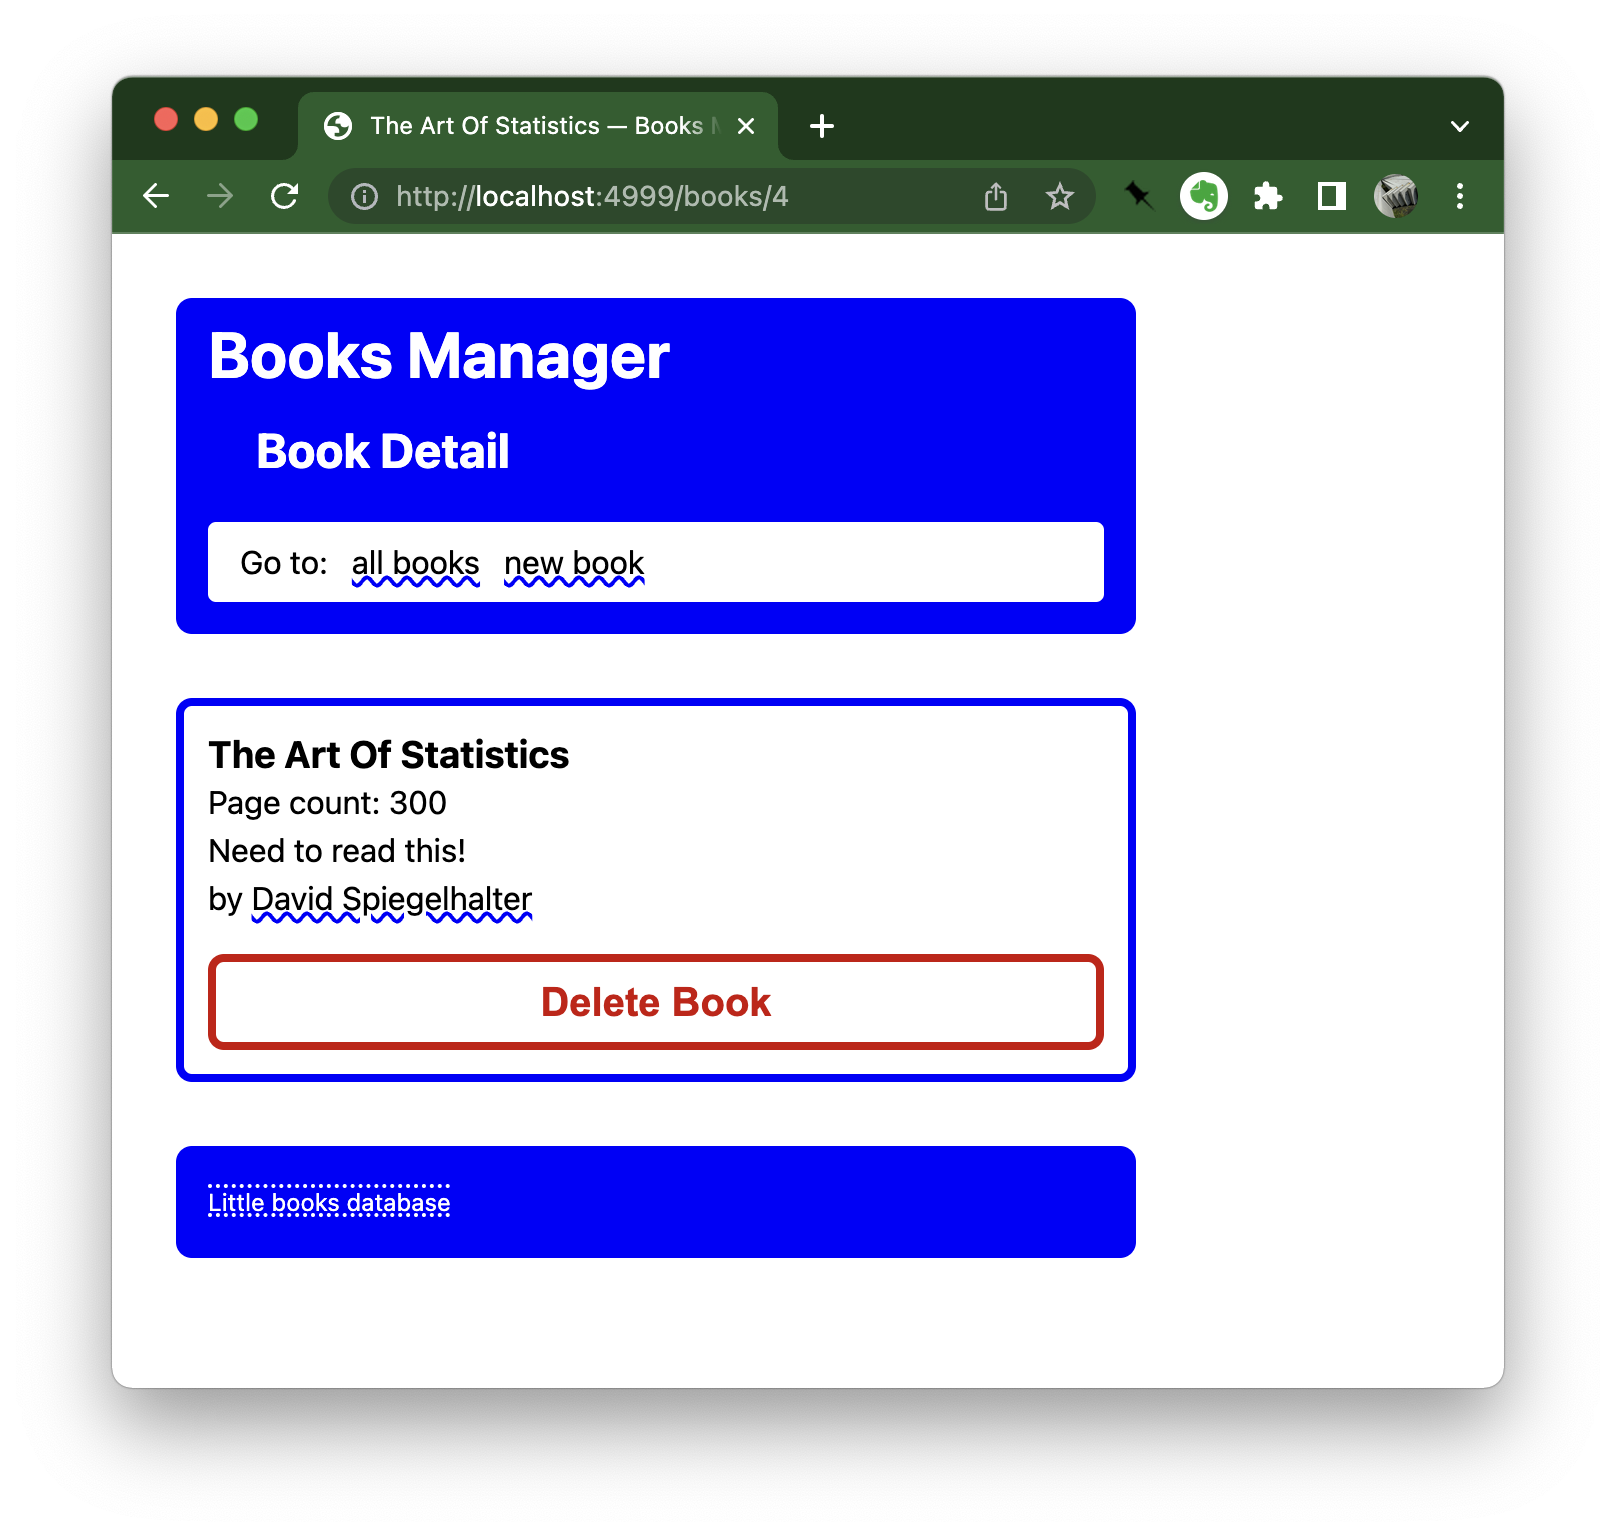 The Art Of Statistics — Books
http://localhost:4999/books/4
Books Manager
Book Detail
Go to: all books new book
The Art Of Statistics
Page count: 300
Need to read this!
by David Spiegelhalter
Delete Book
Little books database